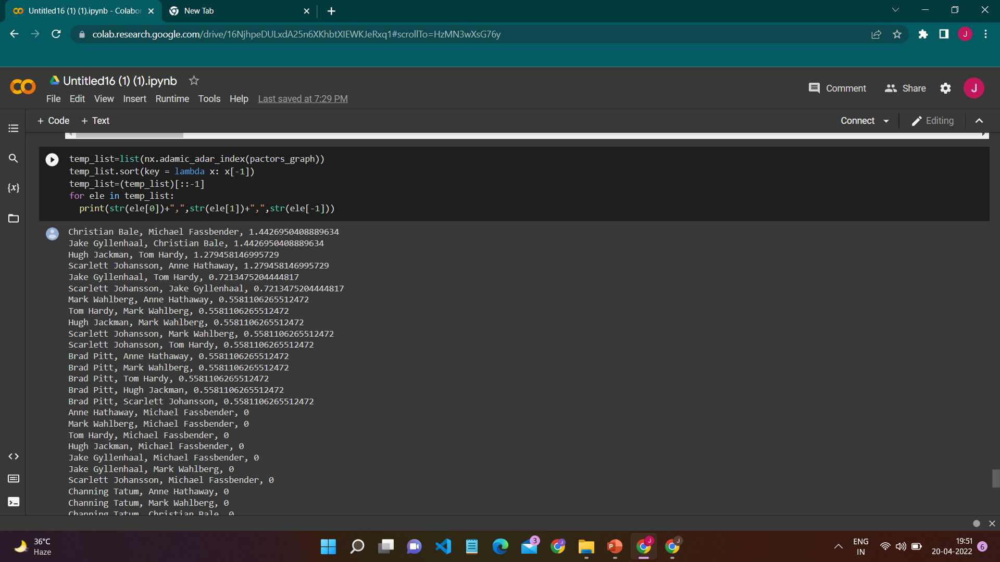 Untitled16 (1) (1).ipynb - Colabor
New Tab
colab.research.google.com/drive/16NjhpeDULxdA25n6XKhbtXIEWKJeRxq1#scrollTo=HzMN3wXsG76y
J
Untitled16 (1) (1).ipynb
File Edit View Insert Runtime Tools Help Last saved at 7:29 PM
Comment Share J
+ Code + Text
Connect Editing
{x}
temp_list=list(nx.adamic_adar_index(pactors_graph))
temp_list.sort(key = lambda x: x[-1])
temp_list=(temp_list)[::-1]
for ele in temp_list:
print(str(ele[0])+",",str(ele[1])+",",str(ele[-1]))
Christian Bale, Michael Fassbender, 1.4426950408889634
Jake Gyllenhaal, Christian Bale, 1.4426950408889634
Hugh Jackman, Tom Hardy, 1.279458146995729
Scarlett Johansson, Anne Hathaway, 1.279458146995729
Jake Gyllenhaal, Tom Hardy, 0.7213475204444817
Scarlett Johansson, Jake Gyllenhaal, 0.7213475204444817
Mark Wahlberg, Anne Hathaway, 0.5581106265512472
Tom Hardy, Mark Wahlberg, 0.5581106265512472
Hugh Jackman, Mark Wahlberg, 0.5581106265512472
Scarlett Johansson, Mark Wahlberg, 0.5581106265512472
Scarlett Johansson, Tom Hardy, 0.5581106265512472
Brad Pitt, Anne Hathaway, 0.5581106265512472
Brad Pitt, Mark Wahlberg, 0.5581106265512472
Brad Pitt, Tom Hardy, 0.5581106265512472
Brad Pitt, Hugh Jackman, 0.5581106265512472
Brad Pitt, Scarlett Johansson, 0.5581106265512472
Anne Hathaway, Michael Fassbender, 0
Mark Wahlberg, Michael Fassbender, 0
Tom Hardy, Michael Fassbender, 0
Hugh Jackman, Michael Fassbender, 0
Jake Gyllenhaal, Michael Fassbender, 0
Jake Gyllenhaal, Mark Wahlberg, 0
Scarlett Johansson, Michael Fassbender, 0
Channing Tatum, Anne Hathaway, 0
Channing Tatum, Mark Wahlberg, 0
Channing Tatum, Christian Bale, 0
36°C
Haze
3
J
P
J
J
ENG
IN
19:51
20-04-2022
6